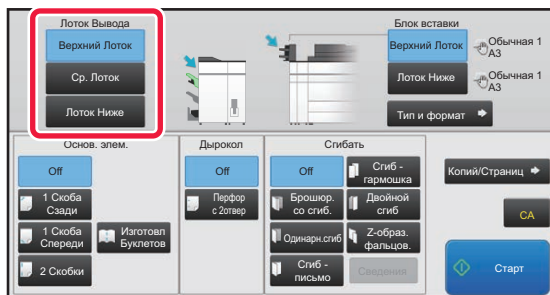 Лоток Вывода
Верхний Лоток
Ср. Лоток
Лоток Ниже
Блок вставки
Верхний Лоток
Обычная 1
A3
Лоток Ниже
Обычная 1
A3
Тип и формат
Основ. элем.
Off
1 Скоба
Сзади
1 Скоба
Спереди
Изготовл
Буклетов
2 Скобки
Дырокол
Off
Перфор
с 2отвер
Сгибать
Off
Сгиб -
гармошка
Брошюр.
со сгиб.
Двойной
сгиб
Одинарн.сгиб
Z-образ.
фальцов.
Сгиб -
письмо
Сведения
Копий/Страниц
CA
Старт